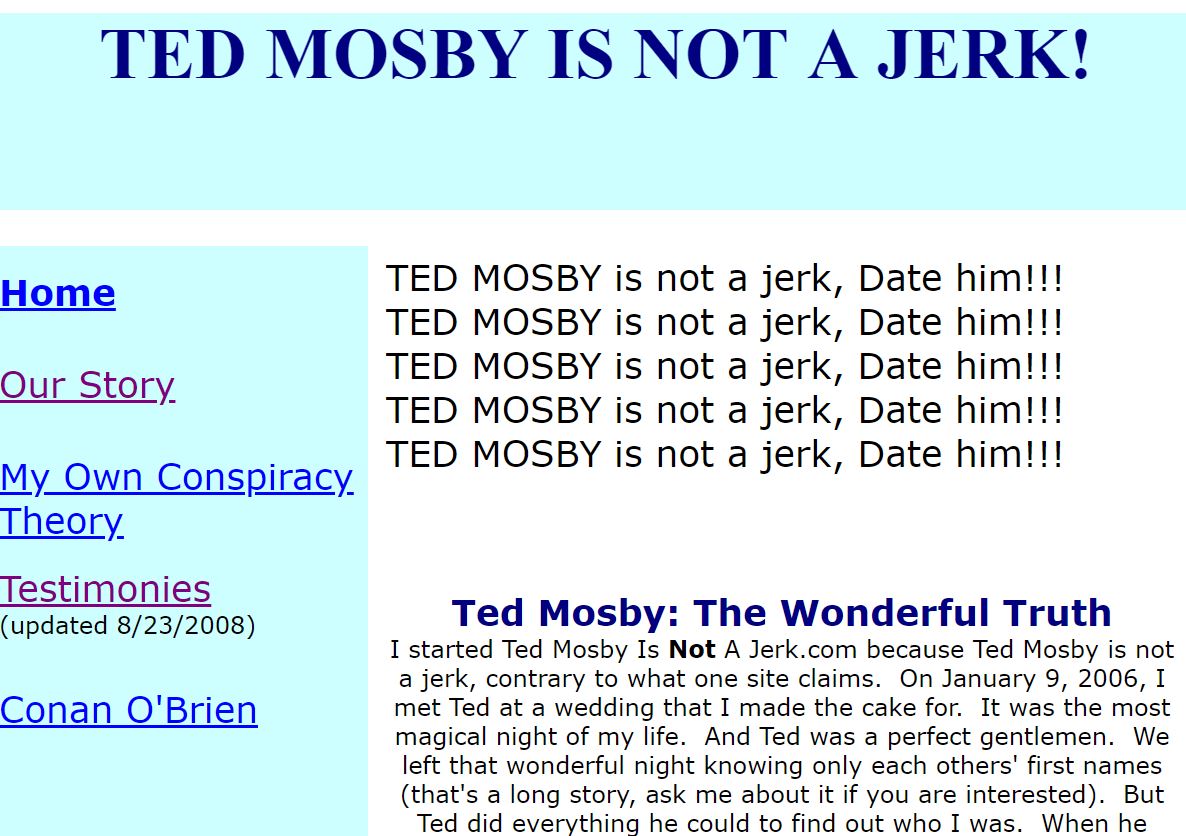 TED MOSBY IS NOT A JERK!
Home
Our Story
My Own Conspiracy
Theory
Testimonies
(updated 8/23/2008)
Conan O'Brien
TED MOSBY is not a jerk, Date him!!!
TED MOSBY is not a jerk, Date him!!!
TED MOSBY is not a jerk, Date him!!!
TED MOSBY is not a jerk, Date him!!!
TED MOSBY is not a jerk, Date him!!!
Ted Mosby: The Wonderful Truth
I started Ted Mosby Is Not A Jerk.com because Ted Mosby is not
a jerk, contrary to what one site claims.  On January 9, 2006, I
met Ted at a wedding that I made the cake for.  It was the most
magical night of my life.  And Ted was a perfect gentlemen.  We
left that wonderful night knowing only each others' first names
(that's a long story, ask me about it if you are interested).  But
Ted did everything he could to find out who I was.  When he